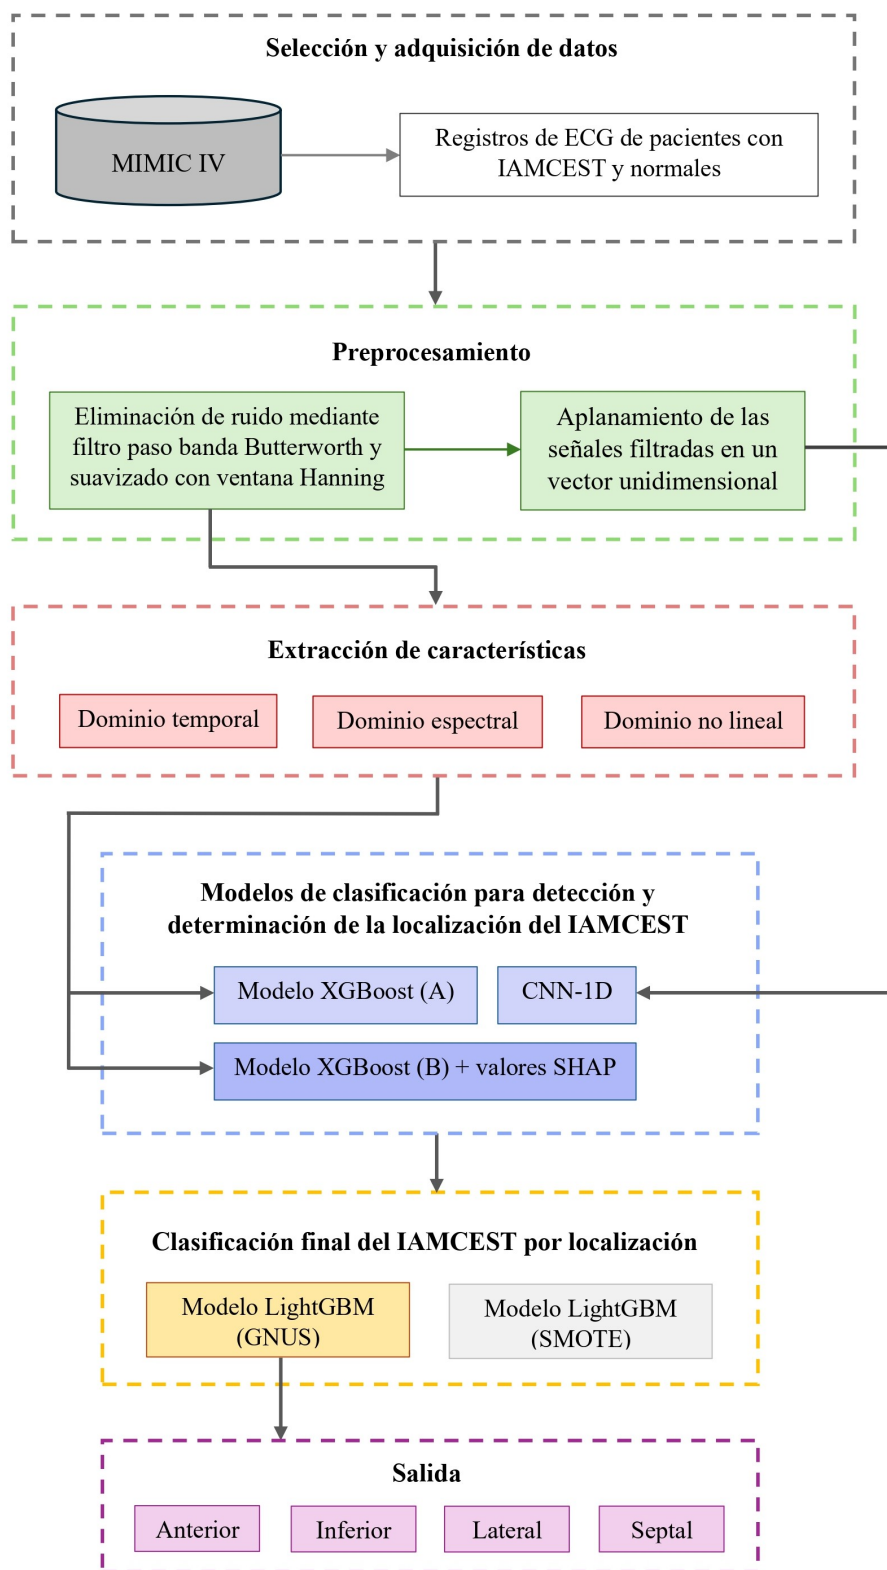 Selección y adquisición de datos
MIMIC IV
Registros de ECG de pacientes con
IAMCEST y normales
Preprocesamiento
Eliminación de ruido mediante
filtro paso banda Butterworth y
suavizado con ventana Hanning
Aplanamiento de las
señales filtradas en un
vector unidimensional
Extracción de características
Dominio temporal
Dominio espectral
Dominio no lineal
Modelos de clasificación para detección y
determinación de la localización del IAMCEST
Modelo XGBoost (A)
CNN-1D
Modelo XGBoost (B) + valores SHAP
Clasificación final del IAMCEST por localización
Modelo LightGBM
(GNUS)
Modelo LightGBM
(SMOTE)
Salida
Anterior
Inferior
Lateral
Septal